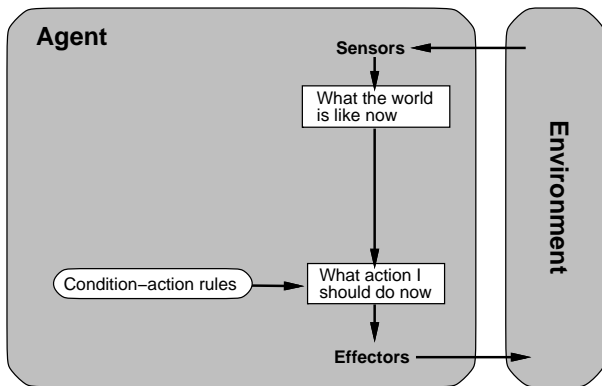 Agent
Sensors
What the world
is like now
Environment
Condition−action rules
What action I
should do now
Effectors